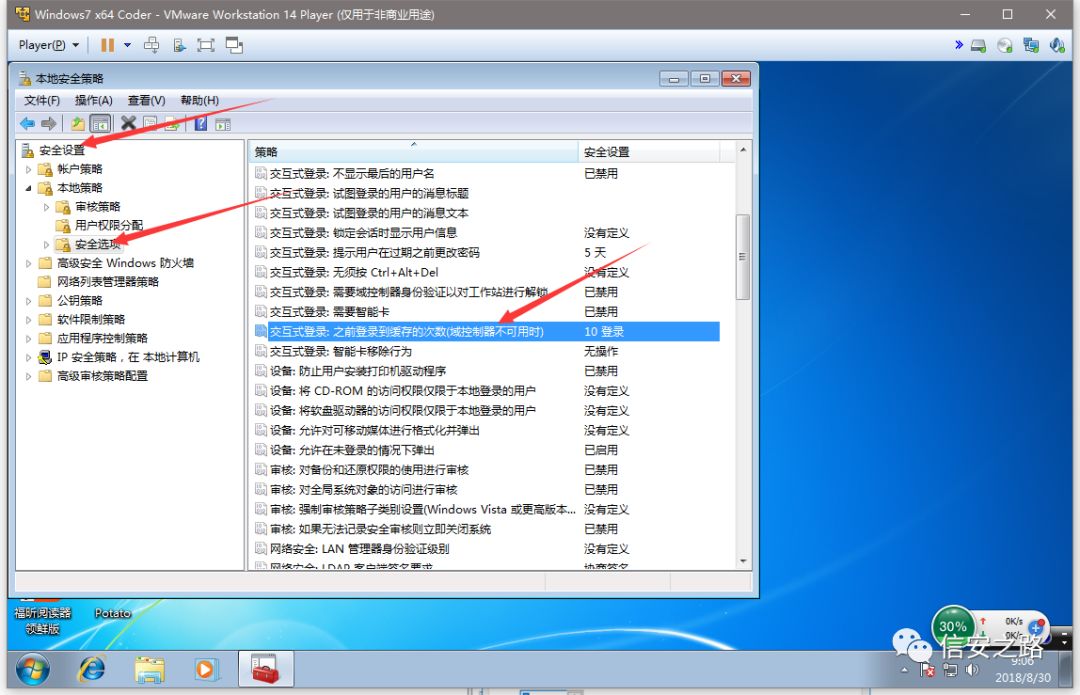 Windows7 x64 Coder - VMware Workstation 14 Player (仅用于非商业用途)
Player(P)
本地安全策略
文件(F) 操作(A) 查看(V) 帮助(H)
安全设置
帐户策略
本地策略
审核策略
用户权限分配
安全选项
高级安全 Windows 防火墙
网络列表管理器策略
公钥策略
软件限制策略
应用程序控制策略
IP 安全策略，在 本地计算机
高级审核策略配置
策略 安全设置
交互式登录: 不显示最后的用户名 已禁用
交互式登录: 试图登录的用户的消息标题
交互式登录: 试图登录的用户的消息文本
交互式登录: 锁定会话时显示用户信息 没有定义
交互式登录: 提示用户在过期之前更改密码 5 天
交互式登录: 无须按 Ctrl+Alt+Del 没有定义
交互式登录: 需要域控制器身份验证以对工作站进行解锁 已禁用
交互式登录: 需要智能卡 已禁用
交互式登录: 之前登录到缓存的次数(域控制器不可用时) 10 登录
交互式登录: 智能卡移除行为 无操作
设备: 防止用户安装打印机驱动程序 已禁用
设备: 将 CD-ROM 的访问权限仅限于本地登录的用户 没有定义
设备: 将软盘驱动器的访问权限仅限于本地登录的用户 没有定义
设备: 允许对可移动媒体进行格式化并弹出 没有定义
设备: 允许在未登录的情况下弹出 已启用
审核: 对备份和还原权限的使用进行审核 已禁用
审核: 对全局系统对象的访问进行审核 已禁用
审核: 强制审核策略子类别设置(Windows Vista 或更高版本... 没有定义
审核: 如果无法记录安全审核则立即关闭系统 已禁用
网络安全: LAN 管理器身份验证级别 没有定义
网络安全: LDAP 客户端签名要求 协商签名
福昕阅读器
领鲜版
Potato
30%
0K/s
0K/s
信安之路
9:06
2018/8/30